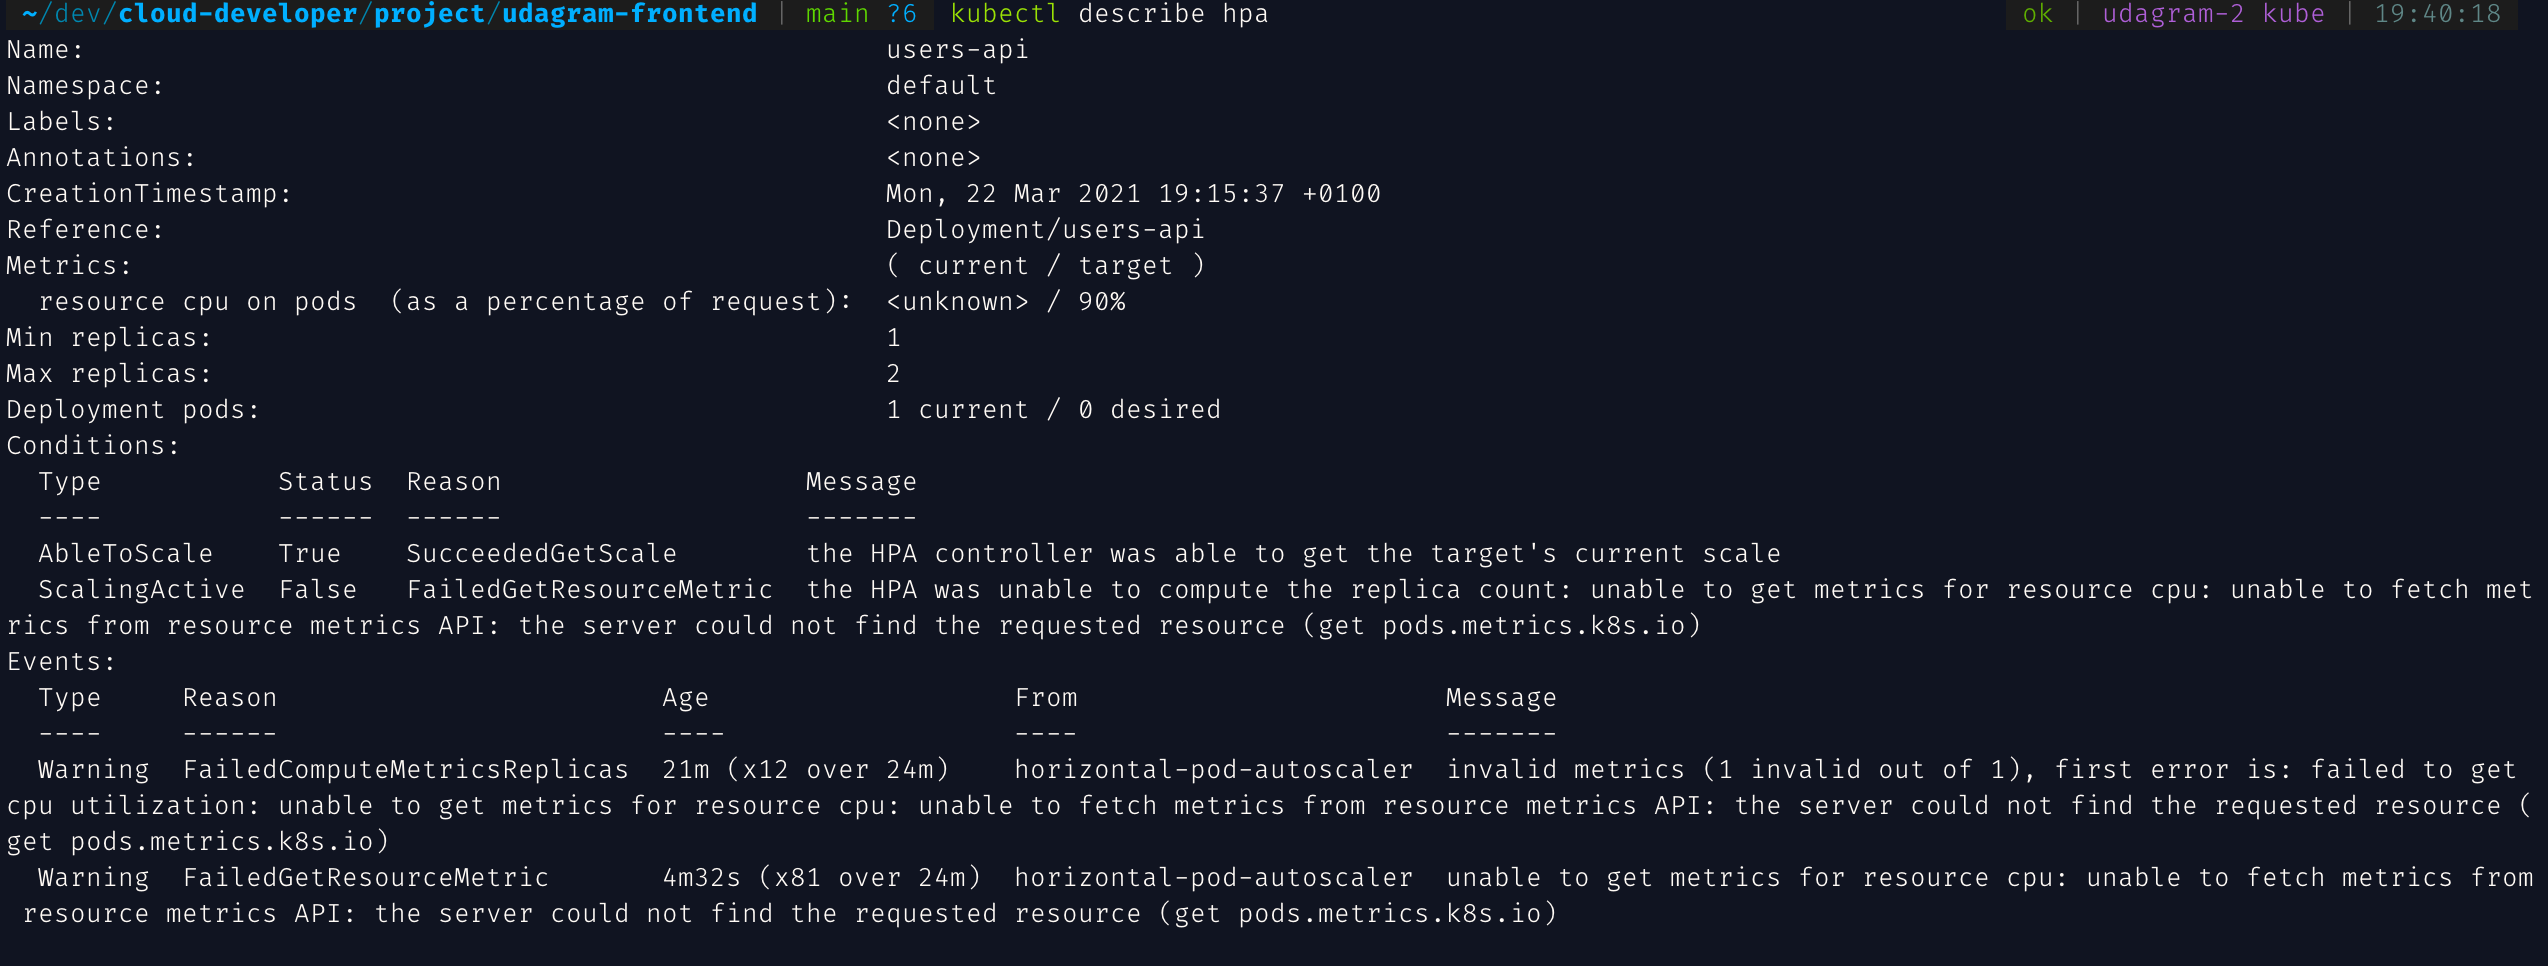 ~/dev/cloud-developer/project/udagram-frontend | main ?6  kubectl describe hpa  ok | udagram-2 kube | 19:40:18
Name:                                                  users-api
Namespace:                                             default
Labels:                                                <none>
Annotations:                                           <none>
CreationTimestamp:                                     Mon, 22 Mar 2021 19:15:37 +0100
Reference:                                             Deployment/users-api
Metrics:                                               ( current / target )
  resource cpu on pods  (as a percentage of request):  <unknown> / 90%
Min replicas:                                          1
Max replicas:                                          2
Deployment pods:                                       1 current / 0 desired
Conditions:
  Type           Status  Reason                   Message
  ----           ------  ------                   -------
  AbleToScale    True    SucceededGetScale        the HPA controller was able to get the target's current scale
  ScalingActive  False   FailedGetResourceMetric  the HPA was unable to compute the replica count: unable to get metrics for resource cpu: unable to fetch met
rics from resource metrics API: the server could not find the requested resource (get pods.metrics.k8s.io)
Events:
  Type     Reason                        Age                   From                       Message
  ----     ------                        ----                  ----                       -------
  Warning  FailedComputeMetricsReplicas  21m (x12 over 24m)    horizontal-pod-autoscaler  invalid metrics (1 invalid out of 1), first error is: failed to get
cpu utilization: unable to get metrics for resource cpu: unable to fetch metrics from resource metrics API: the server could not find the requested resource (
get pods.metrics.k8s.io)
  Warning  FailedGetResourceMetric       4m32s (x81 over 24m)  horizontal-pod-autoscaler  unable to get metrics for resource cpu: unable to fetch metrics from
 resource metrics API: the server could not find the requested resource (get pods.metrics.k8s.io)